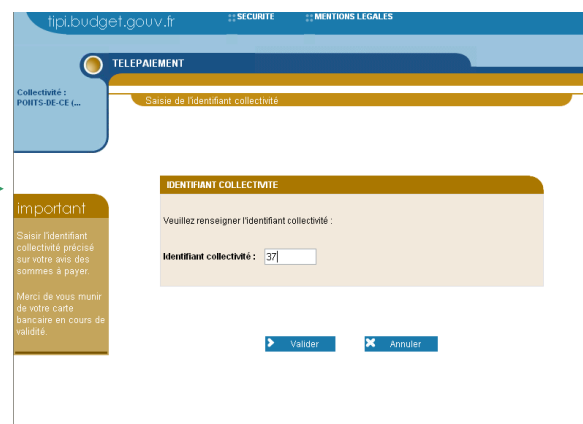 tipi.budget.gouv.fr
SECURITE
MENTIONS LEGALES
TELEPAIEMENT
Collectivité :
PONTS-DE-CE (...
Saisie de l'identifiant collectivité
IDENTIFIANT COLLECTIVITE
Veuillez renseigner l'identifiant collectivité :
Identifiant collectivité : 37
important
Saisir l'identifiant
collectivité précisé
sur votre avis des
sommes à payer.
Merci de vous munir
de votre carte
bancaire en cours de
validité.
Valider
Annuler